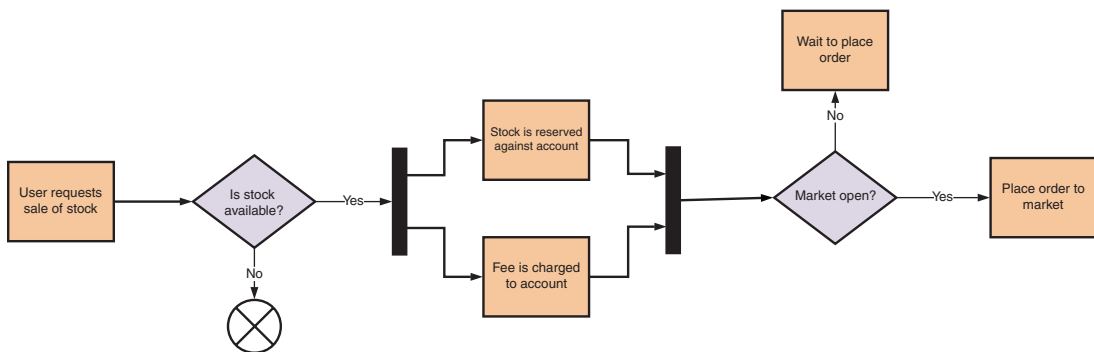 User requests
sale of stock
Is stock
available?
No
Yes
Stock is reserved
against account
Fee is charged
to account
Market open?
No
Wait to place
order
Yes
Place order to
market